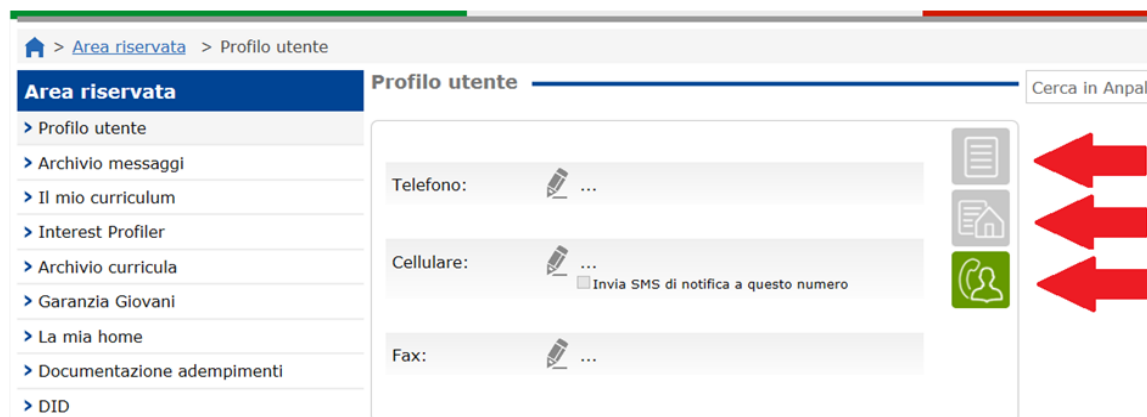 > Area riservata > Profilo utente
Area riservata
> Profilo utente
> Archivio messaggi
> Il mio curriculum
> Interest Profiler
> Archivio curricula
> Garanzia Giovani
> La mia home
> Documentazione adempimenti
> DID
Profilo utente
Telefono: ...
Cellulare: ...
Invia SMS di notifica a questo numero
Fax: ...
Cerca in Anpal